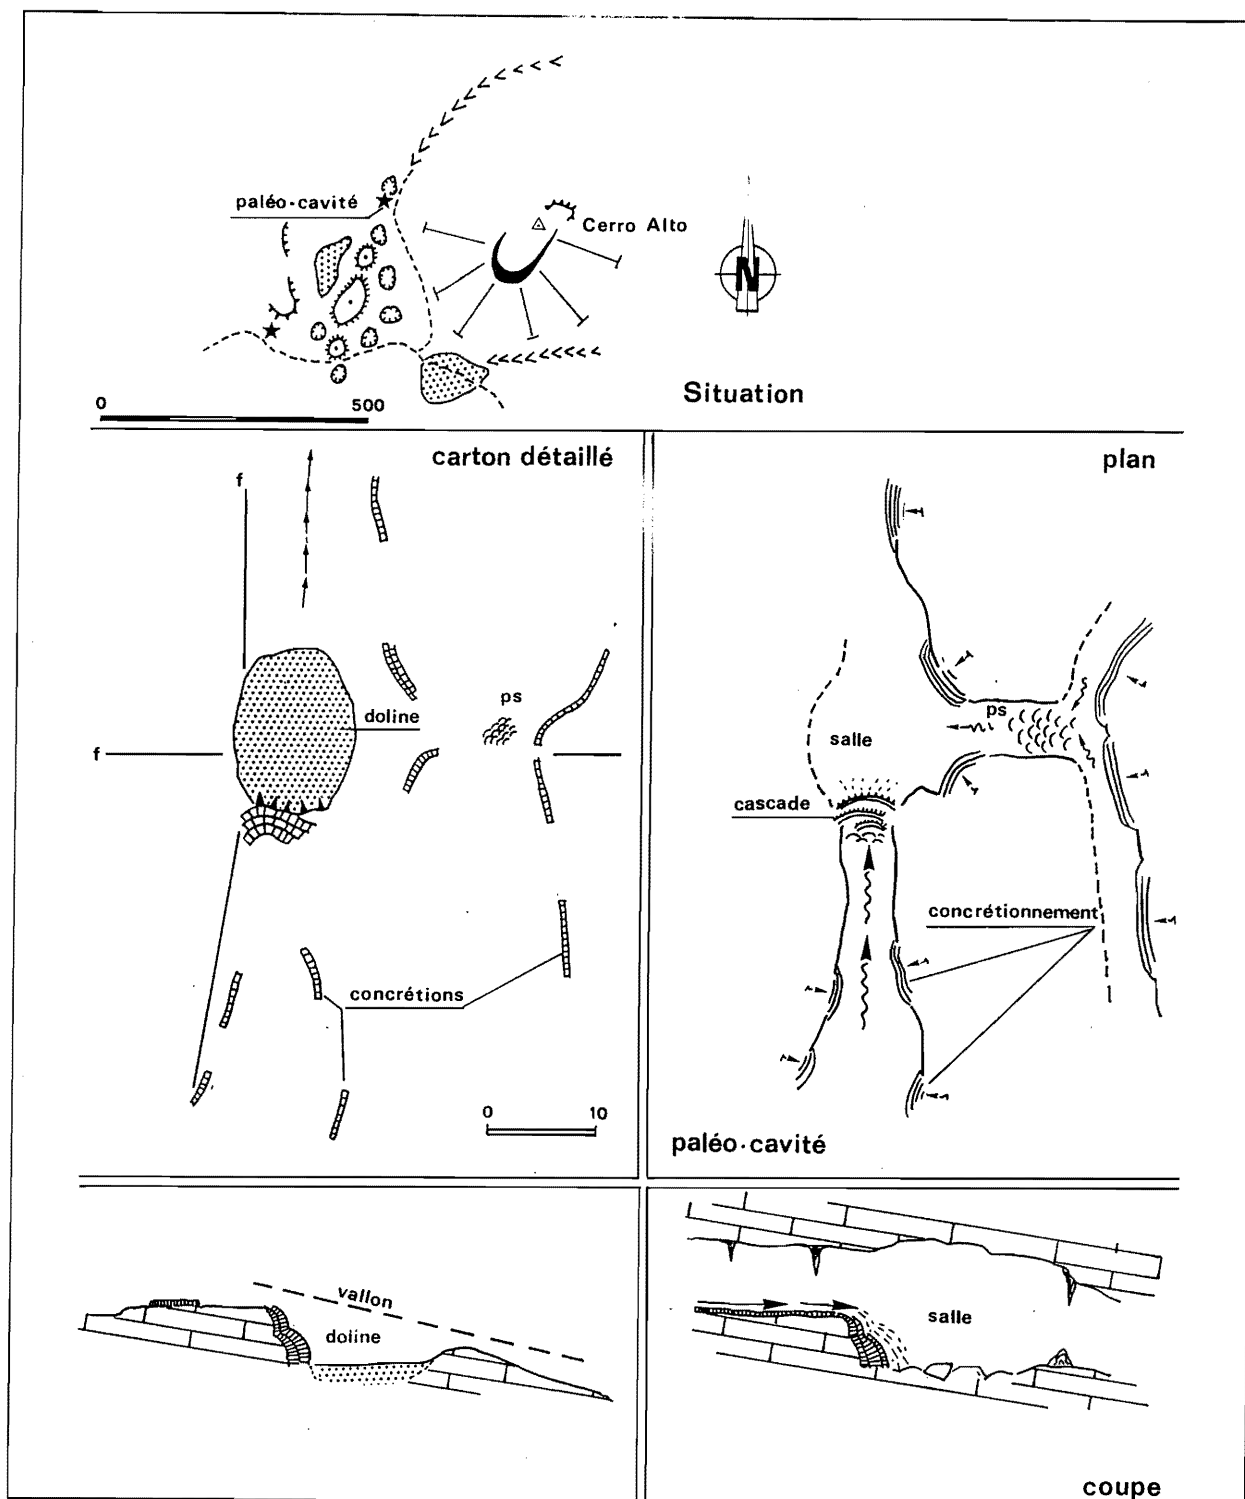 paléo-cavité
Cerro Alto
N
0 500
Situation
carton détaillé
f
doline
ps
f
concrétions
0 10
plan
salle
ps
cascade
concrétionnement
paléo-cavité
vallon
doline
salle
coupe